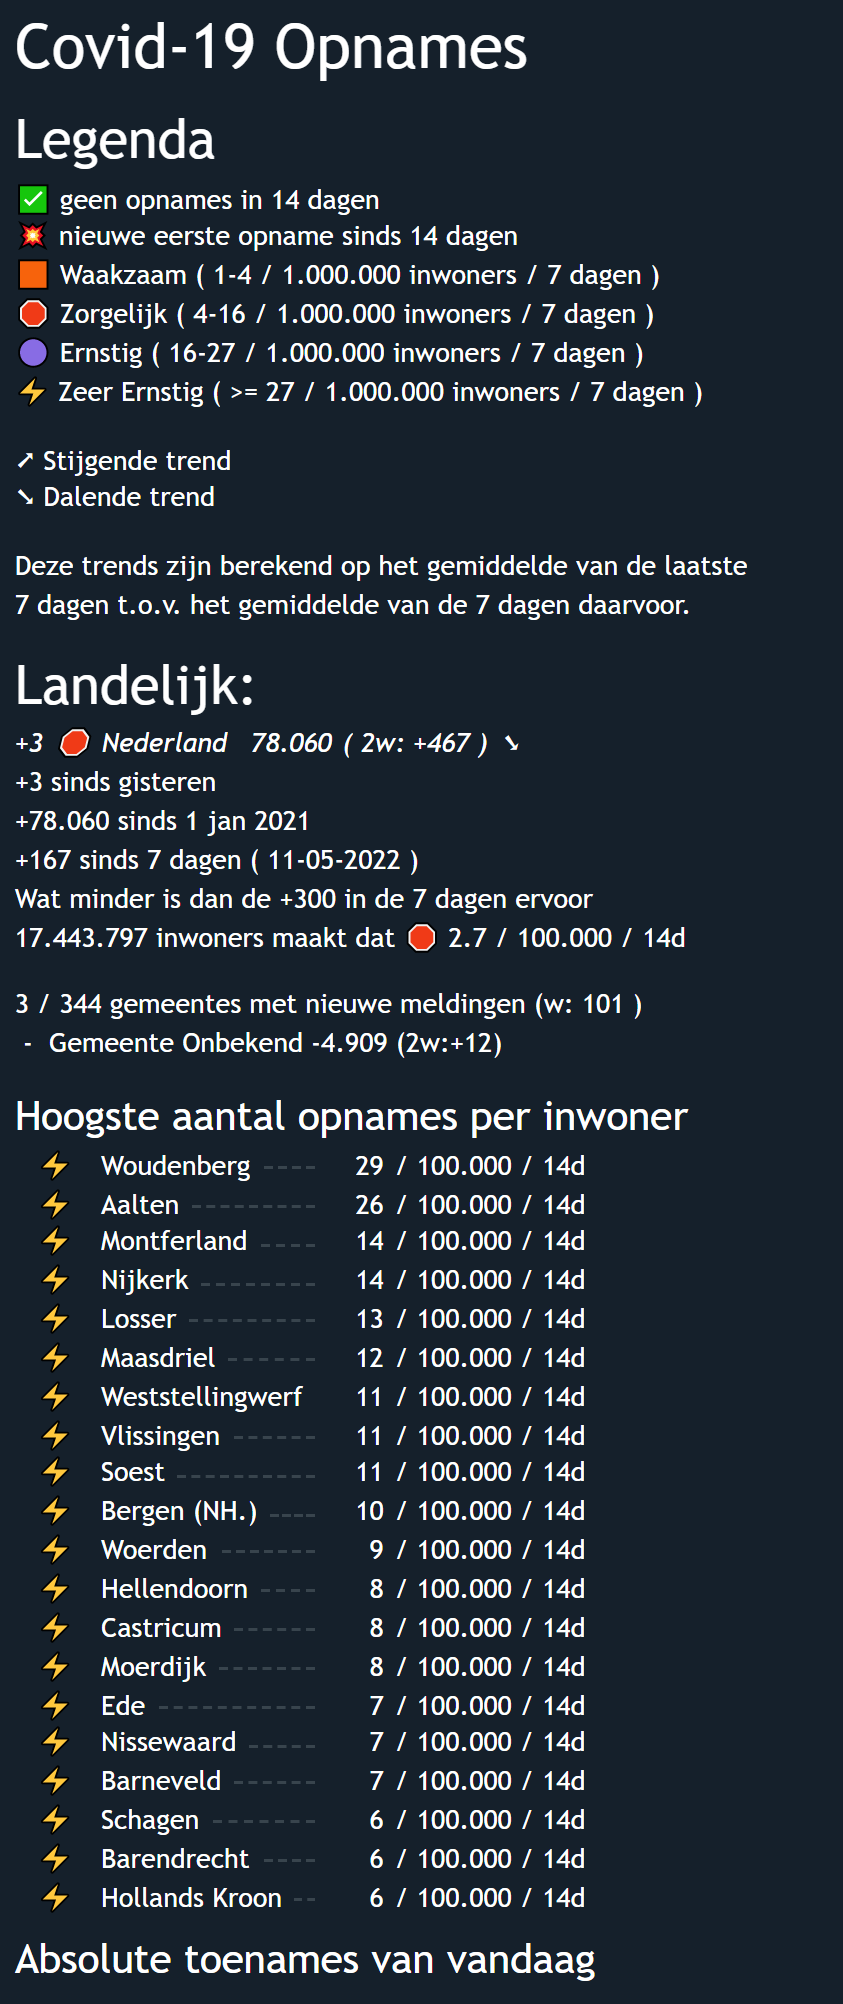 Covid-19 Opnames
Legenda
✅ geen opnames in 14 dagen
💥 nieuwe eerste opname sinds 14 dagen
🟧 Waakzaam ( 1-4 / 1.000.000 inwoners / 7 dagen )
🛑 Zorgelijk ( 4-16 / 1.000.000 inwoners / 7 dagen )
🟣 Ernstig ( 16-27 / 1.000.000 inwoners / 7 dagen )
⚡ Zeer Ernstig ( >= 27 / 1.000.000 inwoners / 7 dagen )
➚ Stijgende trend
➘ Dalende trend
Deze trends zijn berekend op het gemiddelde van de laatste
7 dagen t.o.v. het gemiddelde van de 7 dagen daarvoor.
Landelijk:
+3 🛑 Nederland 78.060 ( 2w: +467 ) ➘
+3 sinds gisteren
+78.060 sinds 1 jan 2021
+167 sinds 7 dagen ( 11-05-2022 )
Wat minder is dan de +300 in de 7 dagen ervoor
17.443.797 inwoners maakt dat 🛑 2.7 / 100.000 / 14d
3 / 344 gemeentes met nieuwe meldingen (w: 101 )
- Gemeente Onbekend -4.909 (2w:+12)
Hoogste aantal opnames per inwoner
⚡ Woudenberg ---- 29 / 100.000 / 14d
⚡ Aalten --------- 26 / 100.000 / 14d
⚡ Montferland ---- 14 / 100.000 / 14d
⚡ Nijkerk -------- 14 / 100.000 / 14d
⚡ Losser --------- 13 / 100.000 / 14d
⚡ Maasdriel ------ 12 / 100.000 / 14d
⚡ Weststellingwerf 11 / 100.000 / 14d
⚡ Vlissingen ------ 11 / 100.000 / 14d
⚡ Soest ---------- 11 / 100.000 / 14d
⚡ Bergen (NH.) ---- 10 / 100.000 / 14d
⚡ Woerden ------- 9 / 100.000 / 14d
⚡ Hellendoorn ---- 8 / 100.000 / 14d
⚡ Castricum ------ 8 / 100.000 / 14d
⚡ Moerdijk ------- 8 / 100.000 / 14d
⚡ Ede ----------- 7 / 100.000 / 14d
⚡ Nissewaard ----- 7 / 100.000 / 14d
⚡ Barneveld ------ 7 / 100.000 / 14d
⚡ Schagen ------- 6 / 100.000 / 14d
⚡ Barendrecht ---- 6 / 100.000 / 14d
⚡ Hollands Kroon -- 6 / 100.000 / 14d
Absolute toenames van vandaag